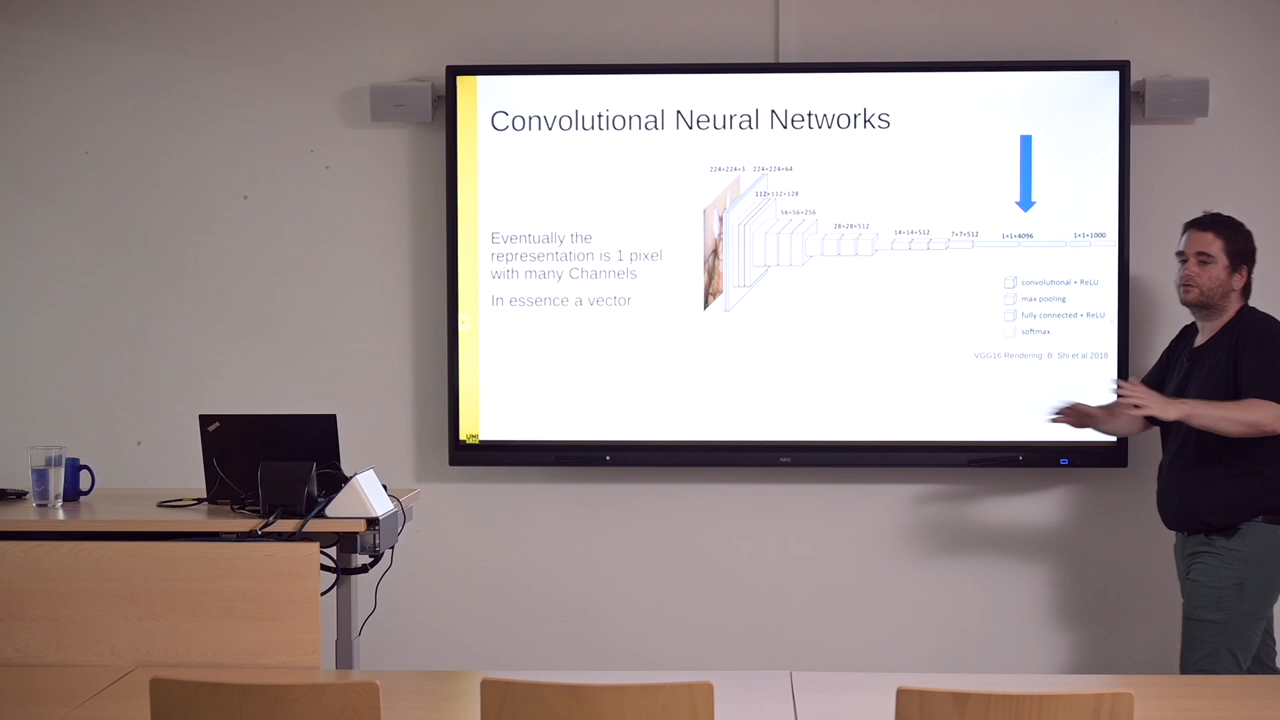 Convolutional Neural Networks
224×224×3 224×224×64
112×112×128
56×56×256
28×28×512
14×14×512
7×7×512
1×1×4096
1×1×1000
Eventually the
representation is 1 pixel
with many Channels
In essence a vector
convolutional + ReLU
max pooling
fully connected + ReLU
softmax
VGG16 Rendering, B. Shi et al 2018
UNI
NEC